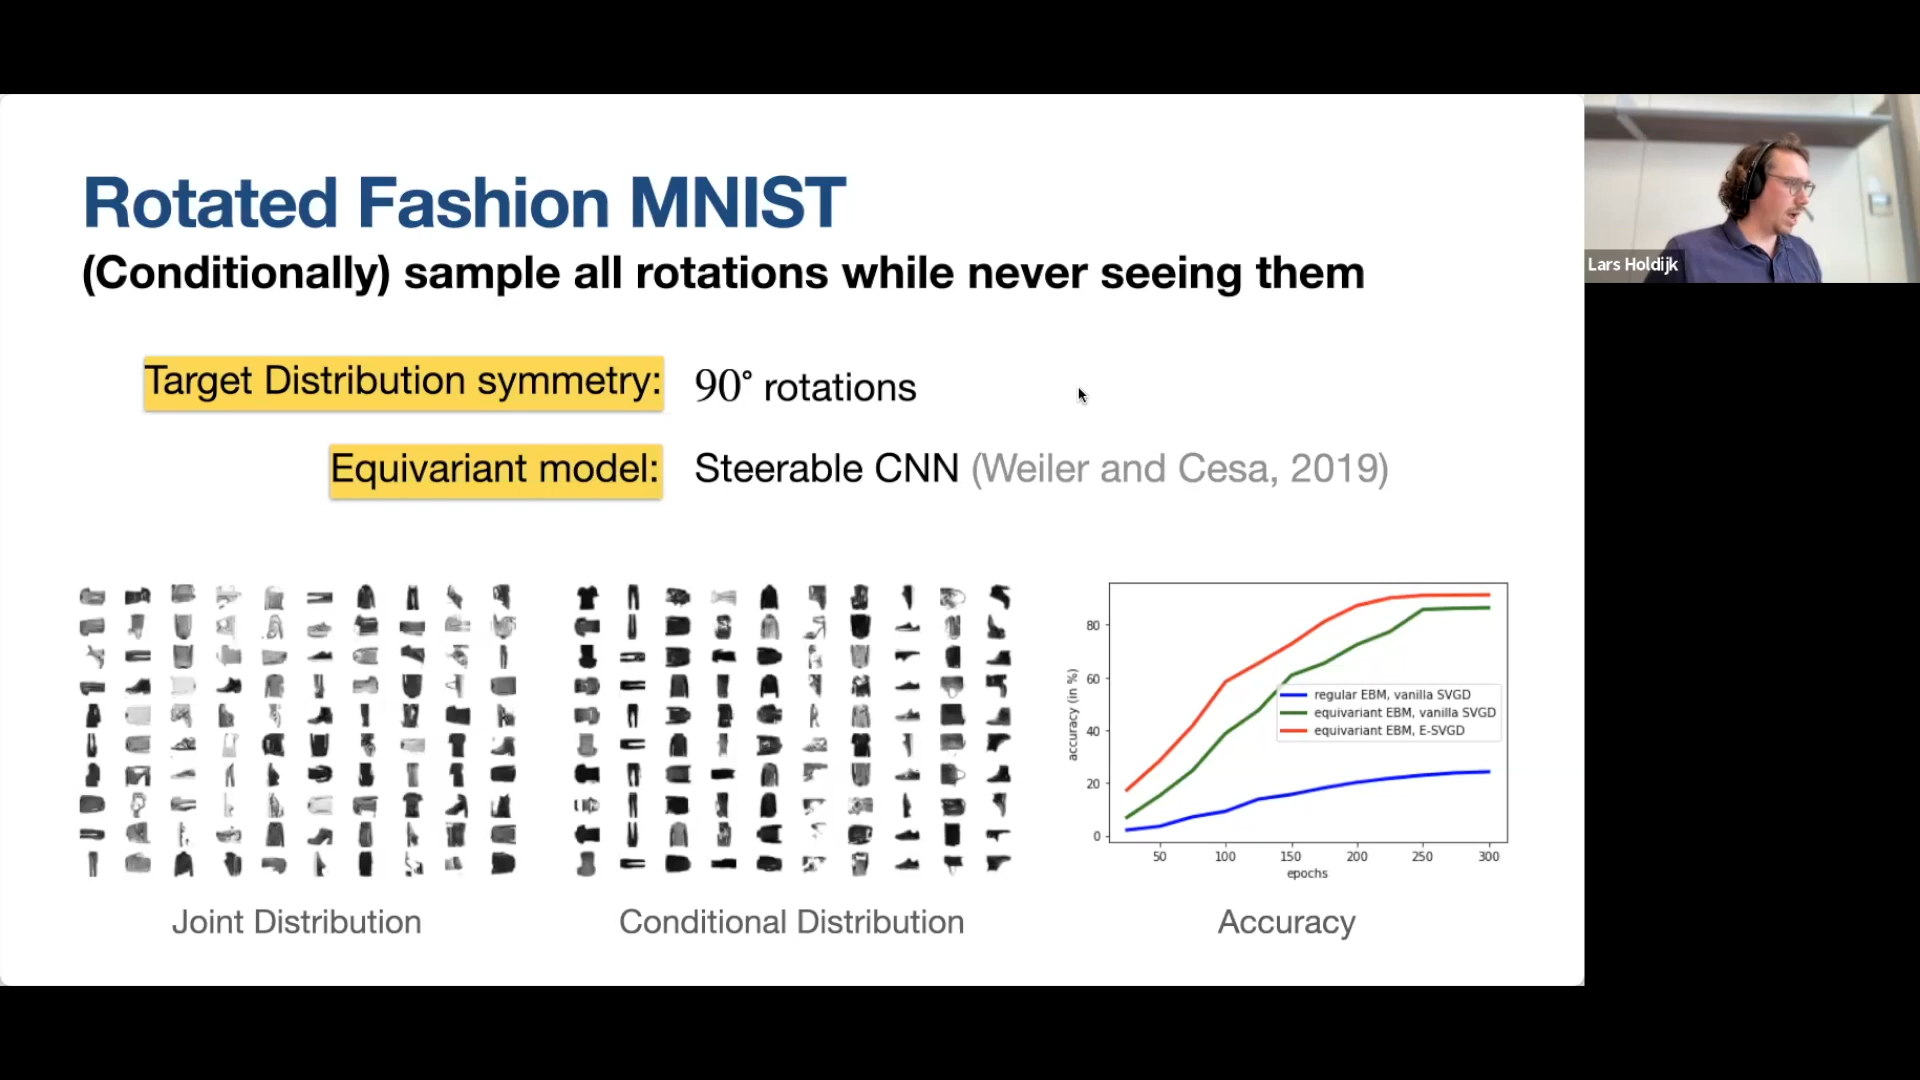 Rotated Fashion MNIST
(Conditionally) sample all rotations while never seeing them
Target Distribution symmetry: 90° rotations
Equivariant model: Steerable CNN (Weiler and Cesa, 2019)
Lars Holdijk
80
60
40
20
0
accuracy (in %)
regular EBM, vanilla SVGD
equivariant EBM, vanilla SVGD
equivariant EBM, E-SVGD
50 100 150 200 250 300
epochs
Joint Distribution
Conditional Distribution
Accuracy